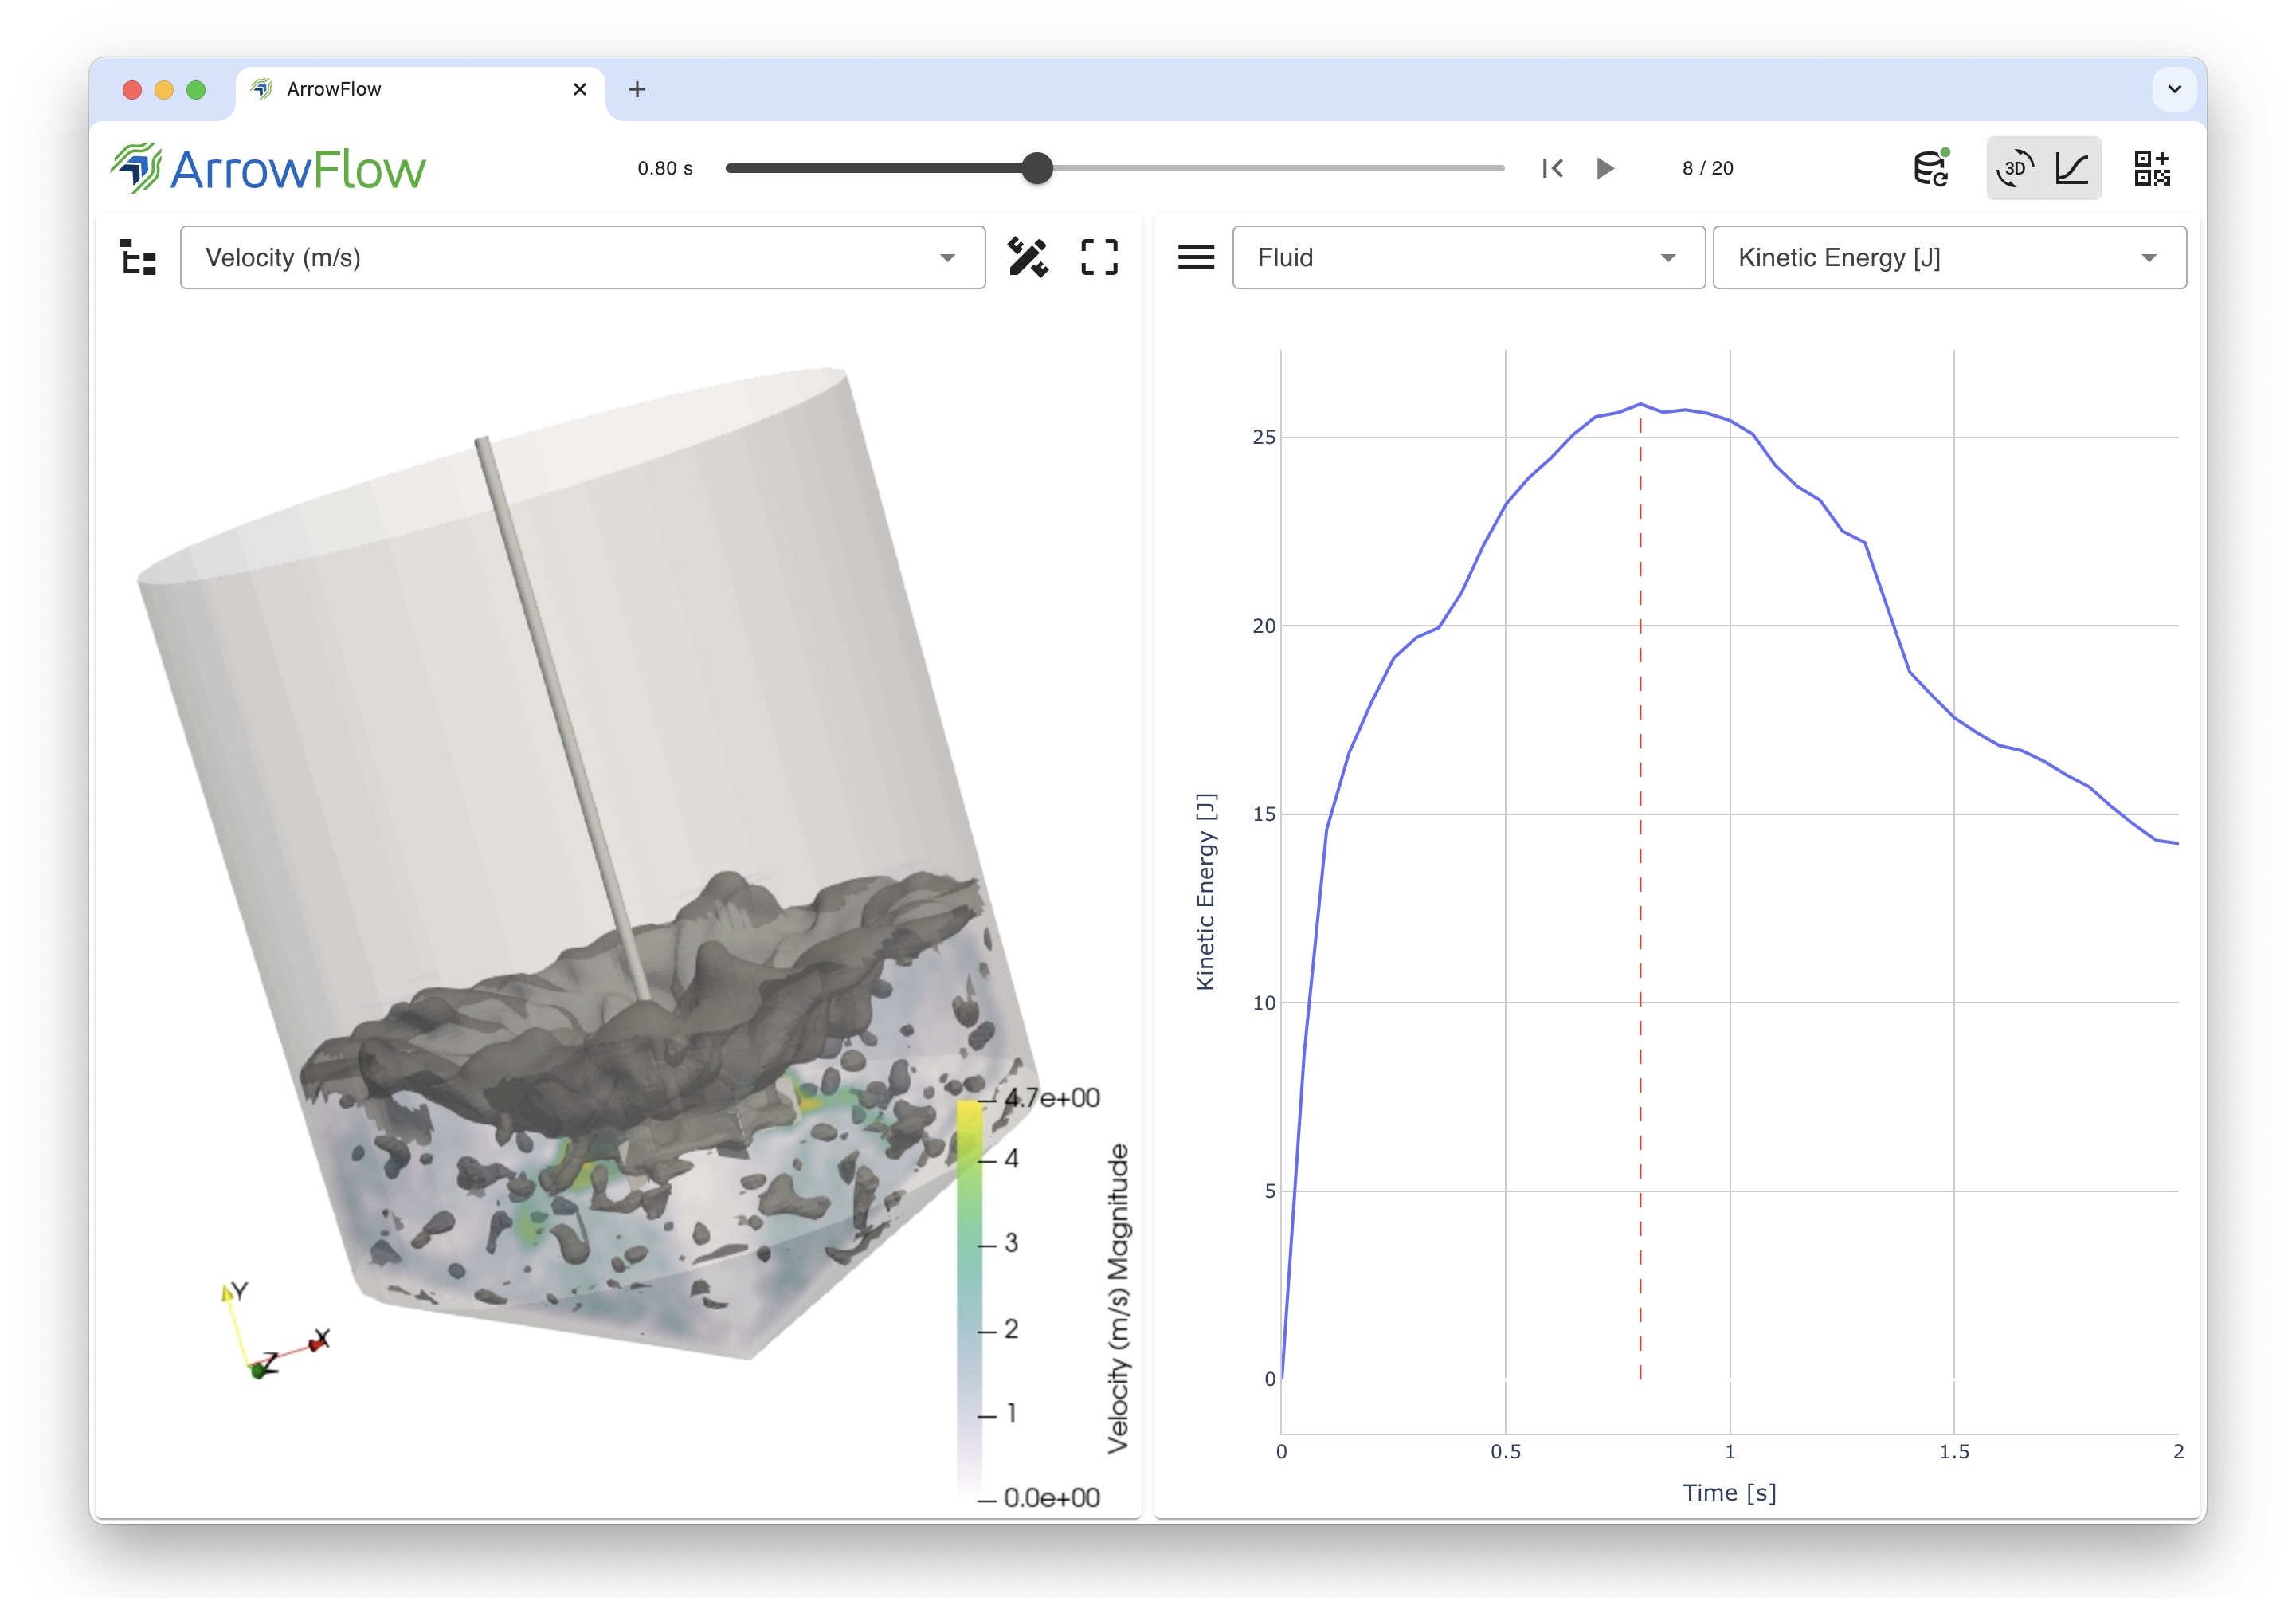 ArrowFlow
ArrowFlow
0.80 s
8 / 20
3D
Velocity (m/s)
Fluid
Kinetic Energy [J]
4.7e+00
4
3
2
1
0.0e+00
Velocity (m/s) Magnitude
Y
X
Z
25
20
15
10
5
0
Kinetic Energy [J]
0
0.5
1
1.5
2
Time [s]